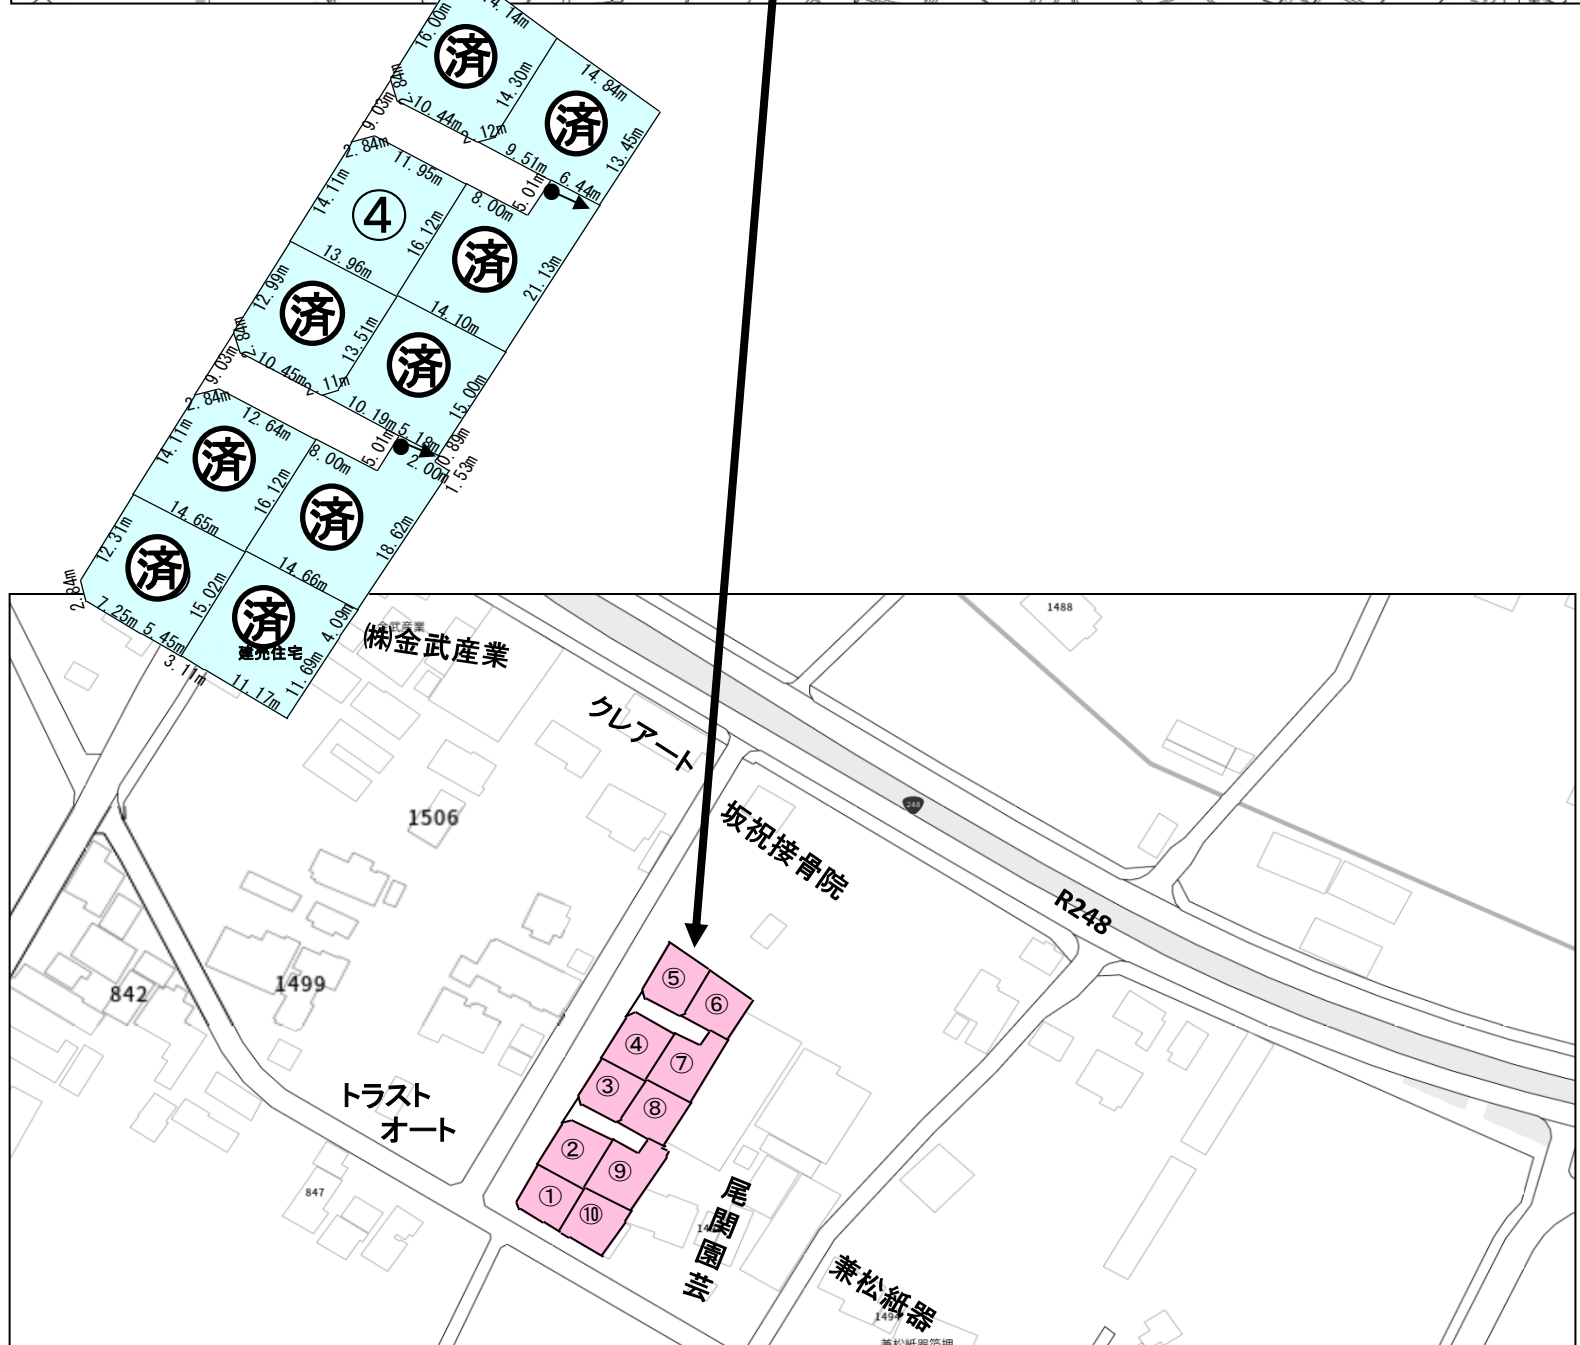 16.00m
14.14m
済
14.30m
14.84m
済
13.45m
2.84m
10.44m
2.12m
9.51m
6.44m
9.03m
5.01m
2.84m
11.95m
8.00m
14.11m
④
16.12m
済
21.13m
13.96m
14.10m
12.99m
済
13.51m
済
15.00m
2.84m
10.45m
2.11m
10.19m
5.18m
0.89m
9.03m
5.01m
2.00m
1.53m
2.84m
12.64m
8.00m
14.11m
済
16.12m
済
18.62m
14.65m
14.66m
12.31m
済
15.02m
済
建売住宅
4.09m
2.84m
7.25m
5.45m
3.11m
11.17m
11.69m
金武産業
㈱金武産業
1488
クレアート
248
1506
坂祝接骨院
R248
842
1499
⑤
⑥
④
⑦
③
⑧
②
⑨
①
⑩
トラスト
オート
847
尾関園芸
兼松紙器
1494